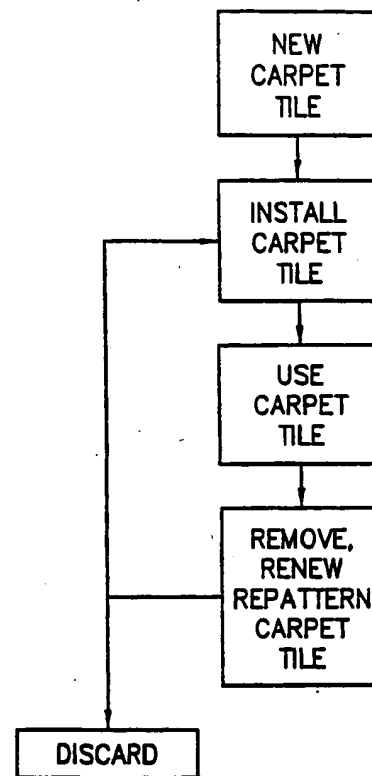 NEW
CARPET
TILE
INSTALL
CARPET
TILE
USE
CARPET
TILE
REMOVE,
RENEW
REPATTERN
CARPET
TILE
DISCARD